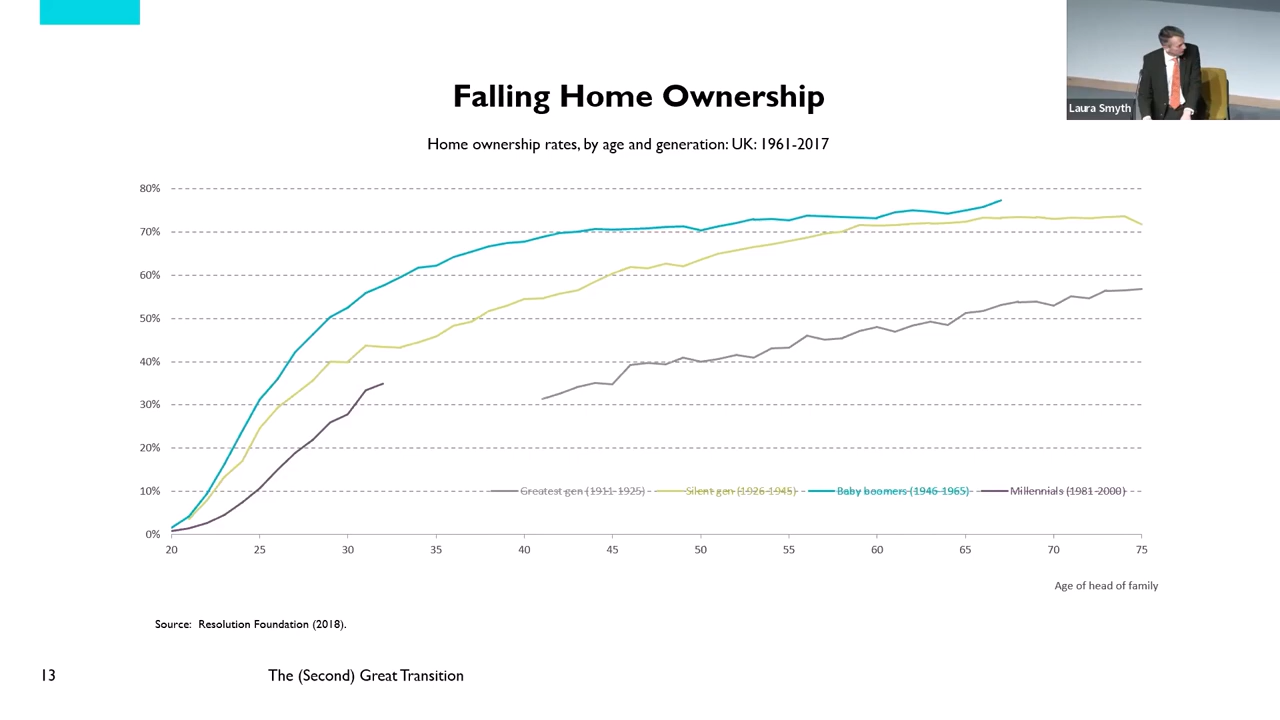 Laura Smyth
Falling Home Ownership
Home ownership rates, by age and generation: UK: 1961-2017
80%
70%
60%
50%
40%
30%
20%
10%
0%
Greatest gen (1911-1925) Silent gen (1926-1945) Baby boomers (1946-1965) Millennials (1981-2000)
20 25 30 35 40 45 50 55 60 65 70 75
Age of head of family
Source: Resolution Foundation (2018).
13 The (Second) Great Transition